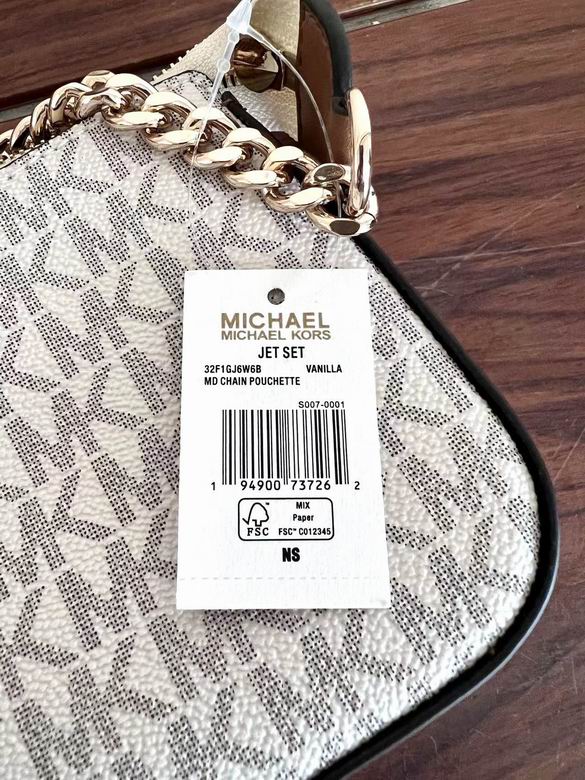 MICHAEL
MICHAEL KORS
JET SET
32F1GJ6W6B VANILLA
MD CHAIN POUCHETTE
S007-0001
1 94900 73726 2
FSC
MIX
Paper
FSC™ C012345
NS